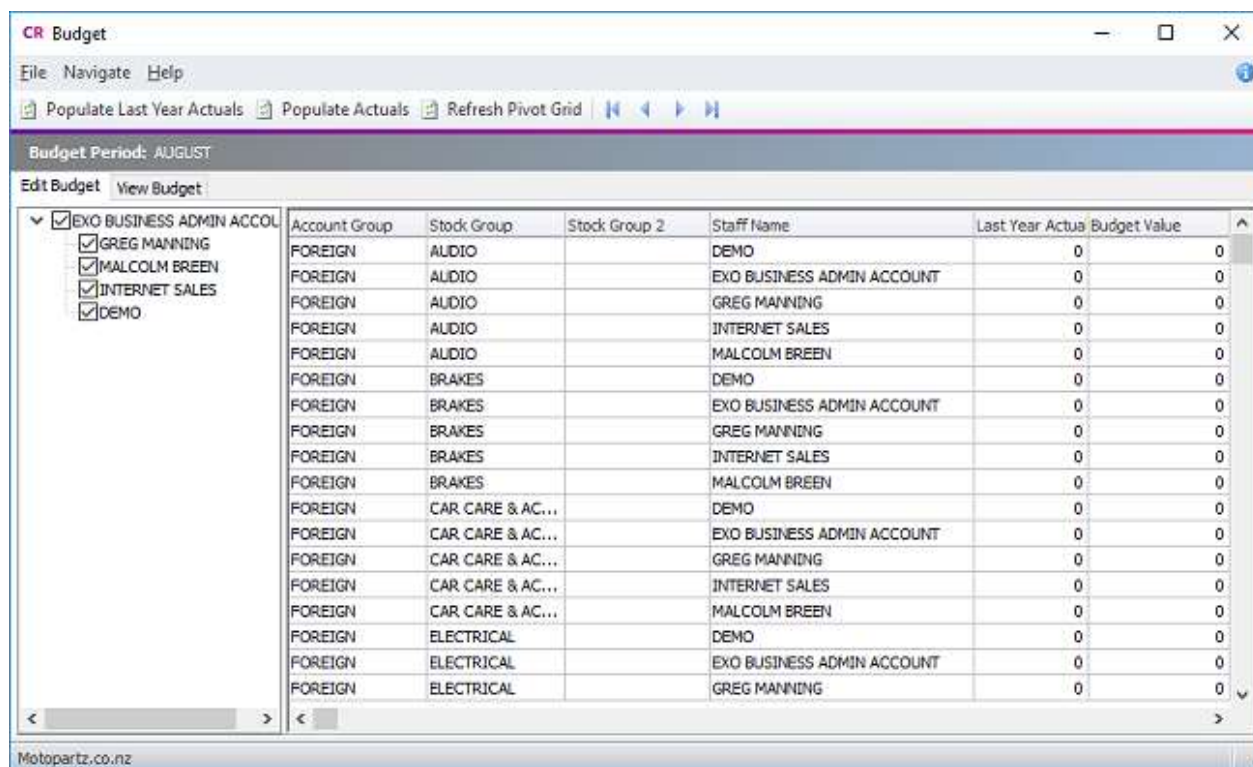 CR Budget
File Navigate Help
Populate Last Year Actuals Populate Actuals Refresh Pivot Grid
Budget Period: AUGUST
Edit Budget View Budget
EXO BUSINESS ADMIN ACCOU
GREG MANNING
MALCOLM BREEN
INTERNET SALES
DEMO
Account Group Stock Group Stock Group 2 Staff Name Last Year Actua Budget Value
FOREIGN AUDIO DEMO 0 0
FOREIGN AUDIO EXO BUSINESS ADMIN ACCOUNT 0 0
FOREIGN AUDIO GREG MANNING 0 0
FOREIGN AUDIO INTERNET SALES 0 0
FOREIGN AUDIO MALCOLM BREEN 0 0
FOREIGN BRAKES DEMO 0 0
FOREIGN BRAKES EXO BUSINESS ADMIN ACCOUNT 0 0
FOREIGN BRAKES GREG MANNING 0 0
FOREIGN BRAKES INTERNET SALES 0 0
FOREIGN BRAKES MALCOLM BREEN 0 0
FOREIGN CAR CARE & AC... DEMO 0 0
FOREIGN CAR CARE & AC... EXO BUSINESS ADMIN ACCOUNT 0 0
FOREIGN CAR CARE & AC... GREG MANNING 0 0
FOREIGN CAR CARE & AC... INTERNET SALES 0 0
FOREIGN CAR CARE & AC... MALCOLM BREEN 0 0
FOREIGN ELECTRICAL DEMO 0 0
FOREIGN ELECTRICAL EXO BUSINESS ADMIN ACCOUNT 0 0
FOREIGN ELECTRICAL GREG MANNING 0 0
Motopartz.co.nz